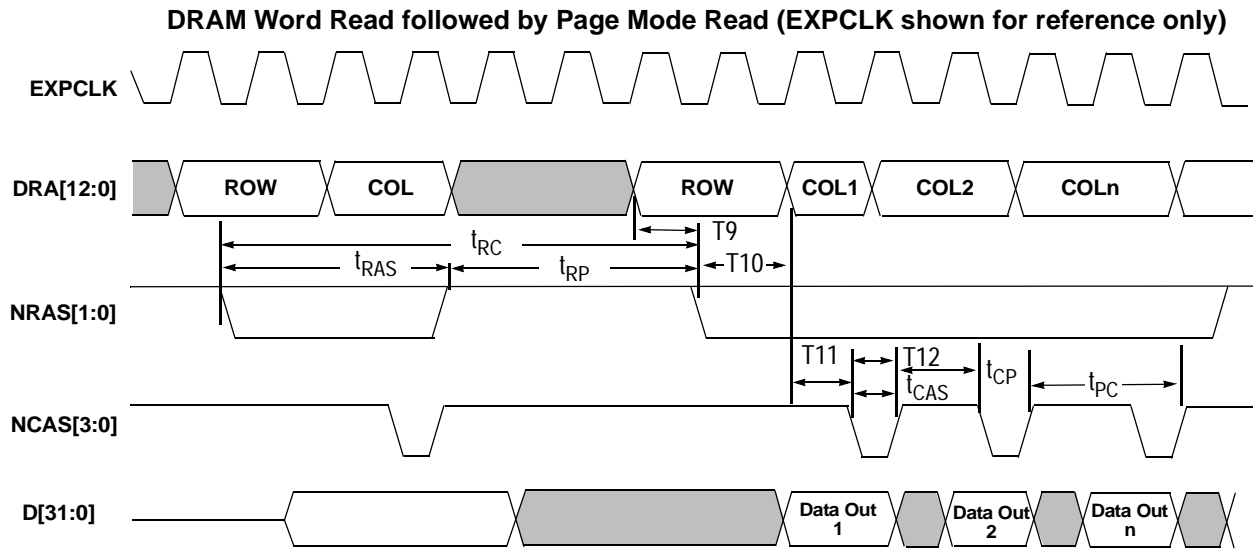 DRAM Word Read followed by Page Mode Read (EXPCLK shown for reference only)
EXPCLK
DRA[12:0] ROW COL ROW COL1 COL2 COLn
T9
tRC
tRAS tRP T10
NRAS[1:0]
T11 T12 tCP
tCAS tPC
NCAS[3:0]
D[31:0] Data Out 1 Data Out 2 Data Out n